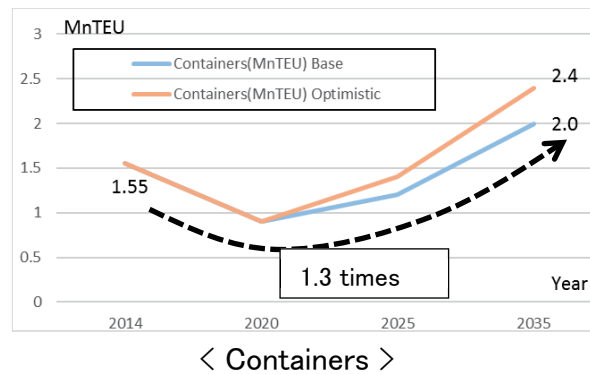 MnTEU
3
Containers(MnTEU) Base
2.5
Containers(MnTEU) Optimistic
2.4
2
2.0
1.5
1.55
1
0.5
1.3 times
Year
0
2014 2020 2025 2035
< Containers >